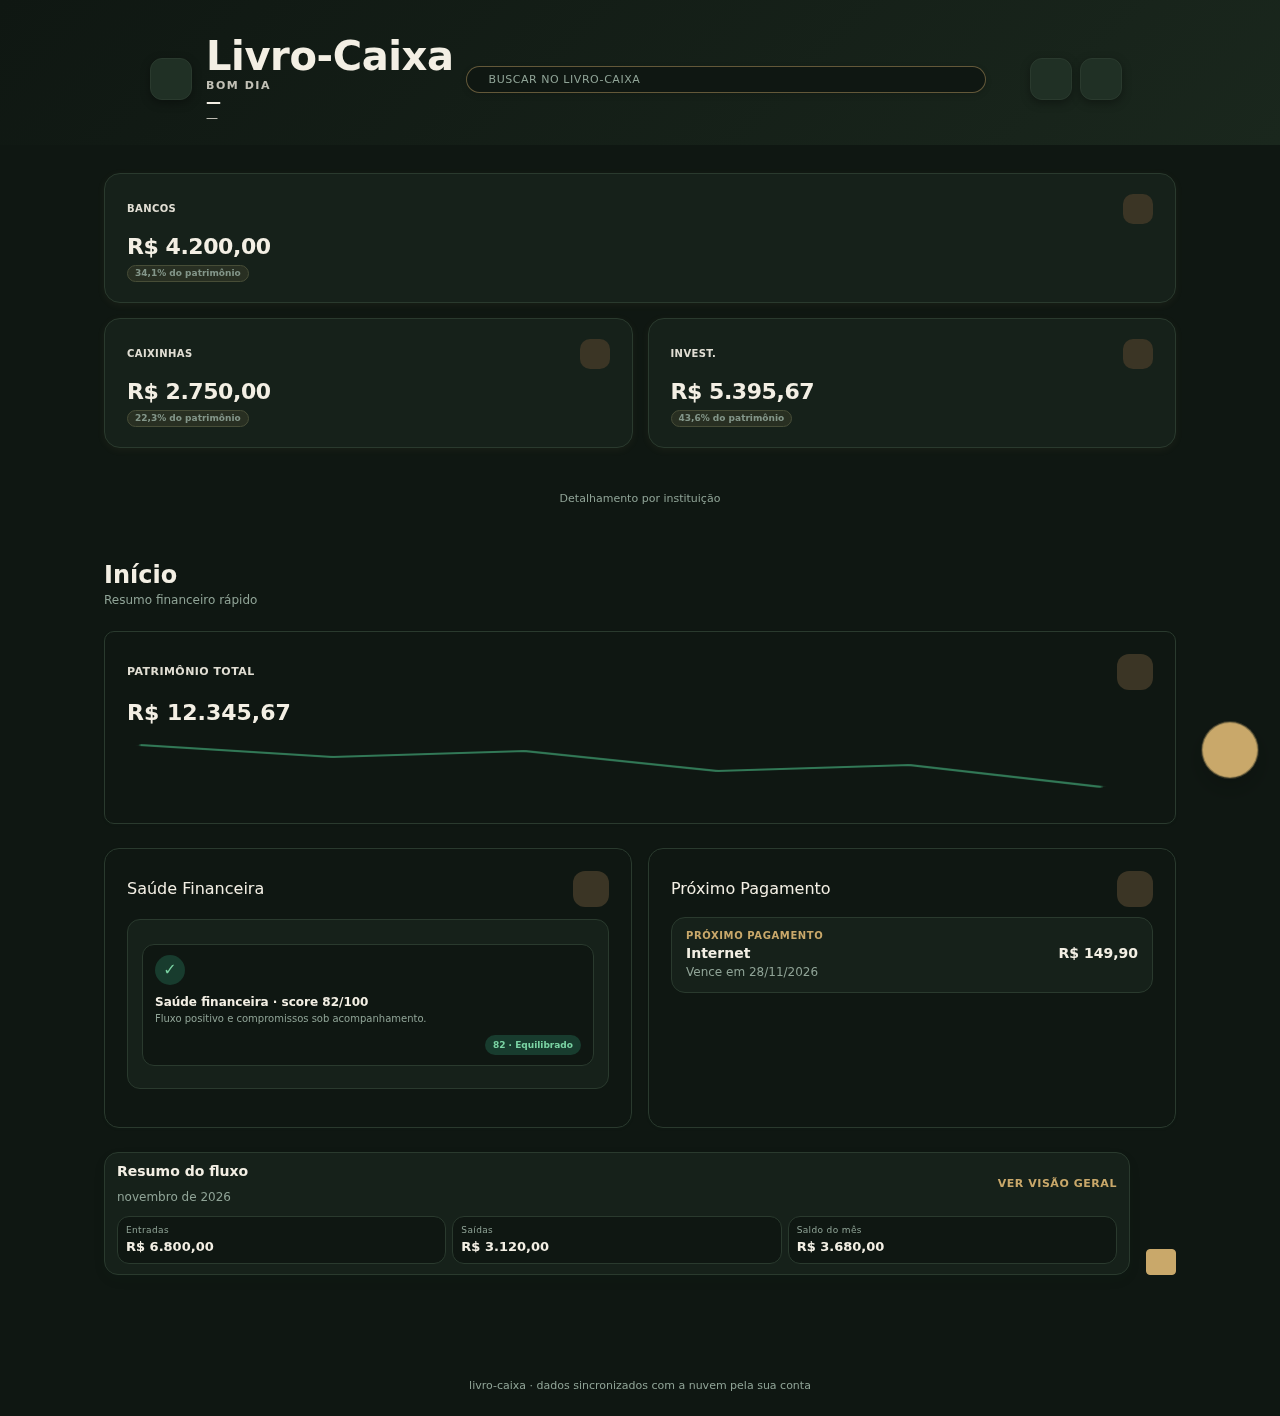 Livro-Caixa
BOM DIA
—
—
BUSCAR NO LIVRO-CAIXA
BANCOS
R$ 4.200,00
34,1% do patrimônio
CAIXINHAS
R$ 2.750,00
22,3% do patrimônio
INVEST.
R$ 5.395,67
43,6% do patrimônio
Detalhamento por instituição
Início
Resumo financeiro rápido
PATRIMÔNIO TOTAL
R$ 12.345,67
Saúde Financeira
✓
Saúde financeira · score 82/100
Fluxo positivo e compromissos sob acompanhamento.
82 · Equilibrado
Próximo Pagamento
PRÓXIMO PAGAMENTO
Internet
R$ 149,90
Vence em 28/11/2026
Resumo do fluxo
novembro de 2026
VER VISÃO GERAL
Entradas
R$ 6.800,00
Saídas
R$ 3.120,00
Saldo do mês
R$ 3.680,00
livro-caixa · dados sincronizados com a nuvem pela sua conta